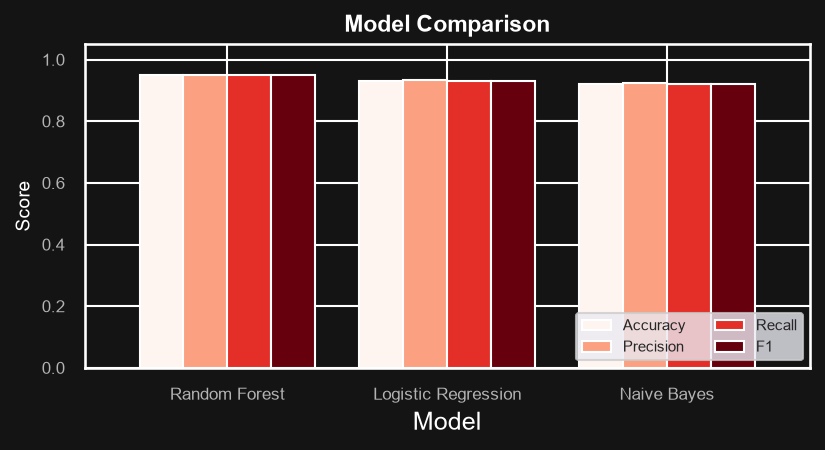 Model Comparison
1.0
0.8
0.6
0.4
0.2
0.0
Score
Accuracy Recall
Precision F1
Random Forest Logistic Regression Naive Bayes
Model